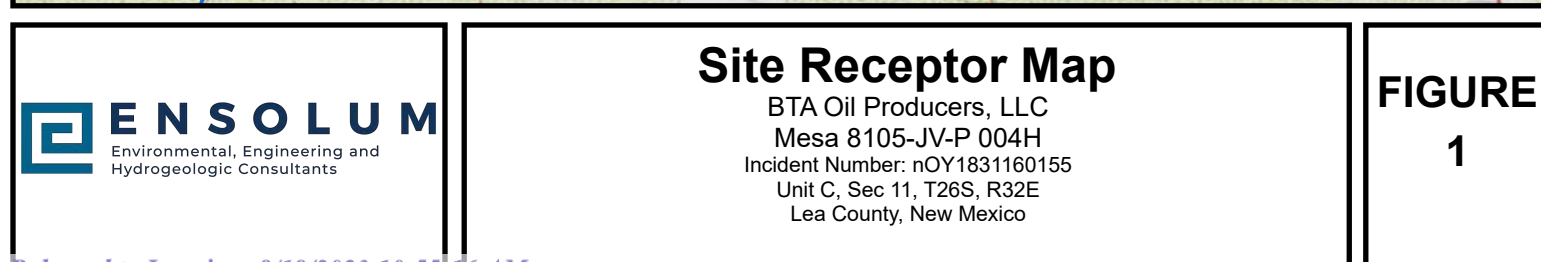 ENSOLUM
Environmental, Engineering and
Hydrogeologic Consultants
Site Receptor Map
BTA Oil Producers, LLC
Mesa 8105-JV-P 004H
Incident Number: nOY1831160155
Unit C, Sec 11, T26S, R32E
Lea County, New Mexico
FIGURE
1